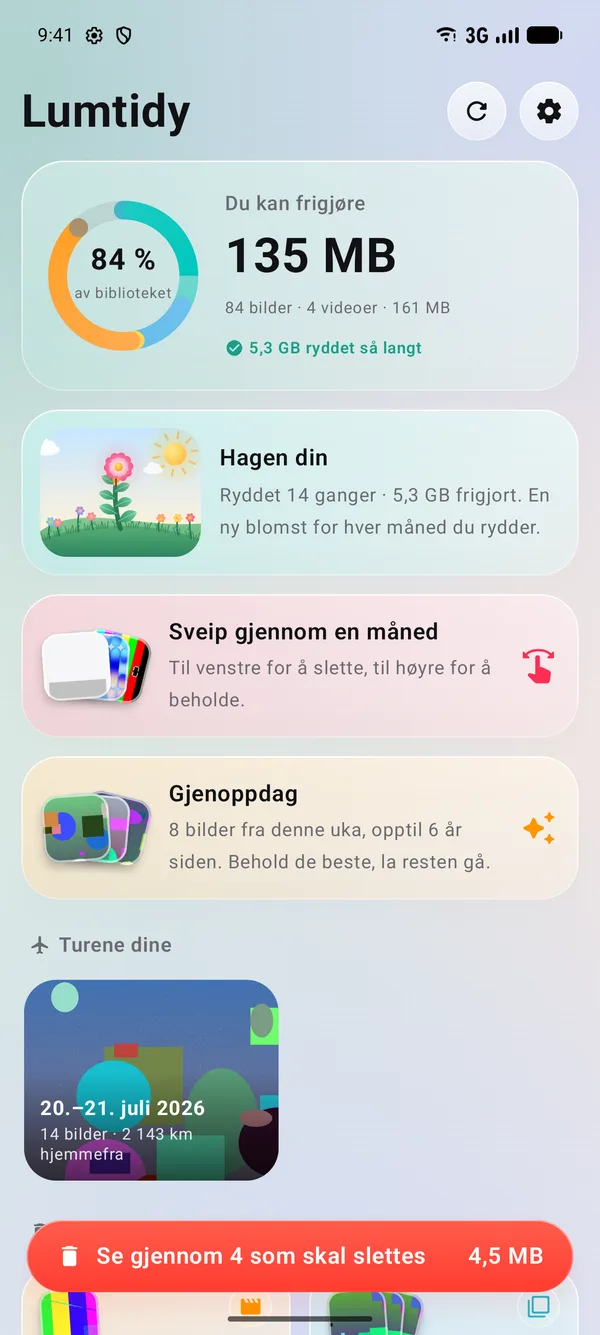 9:41
3G
Lumtidy
84 %
av biblioteket
Du kan frigjøre
135 MB
84 bilder · 4 videoer · 161 MB
5,3 GB ryddet så langt
Hagen din
Ryddet 14 ganger · 5,3 GB frigjort. En
ny blomst for hver måned du rydder.
Sveip gjennom en måned
Til venstre for å slette, til høyre for å
beholde.
Gjenoppdag
8 bilder fra denne uka, opptil 6 år
siden. Behold de beste, la resten gå.
Turene dine
20.–21. juli 2026
14 bilder · 2 143 km
hjemmefra
Se gjennom 4 som skal slettes 4,5 MB